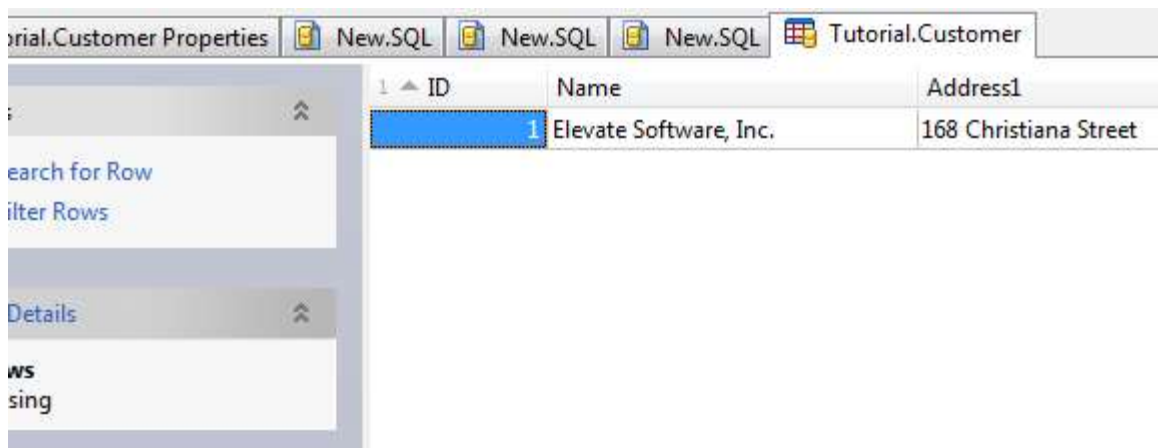 orial.Customer Properties New.SQL New.SQL New.SQL Tutorial.Customer
1 ID Name Address1
1 Elevate Software, Inc. 168 Christiana Street
earch for Row
ilter Rows
Details
ws
sing